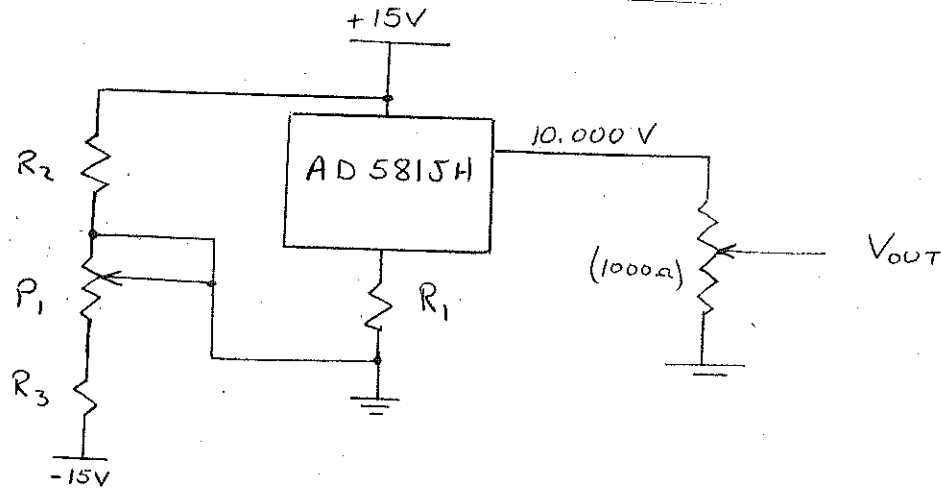 +15V
10.000 V
R2
AD581JH
VOUT
(1000Ω)
P1
R1
R3
-15V